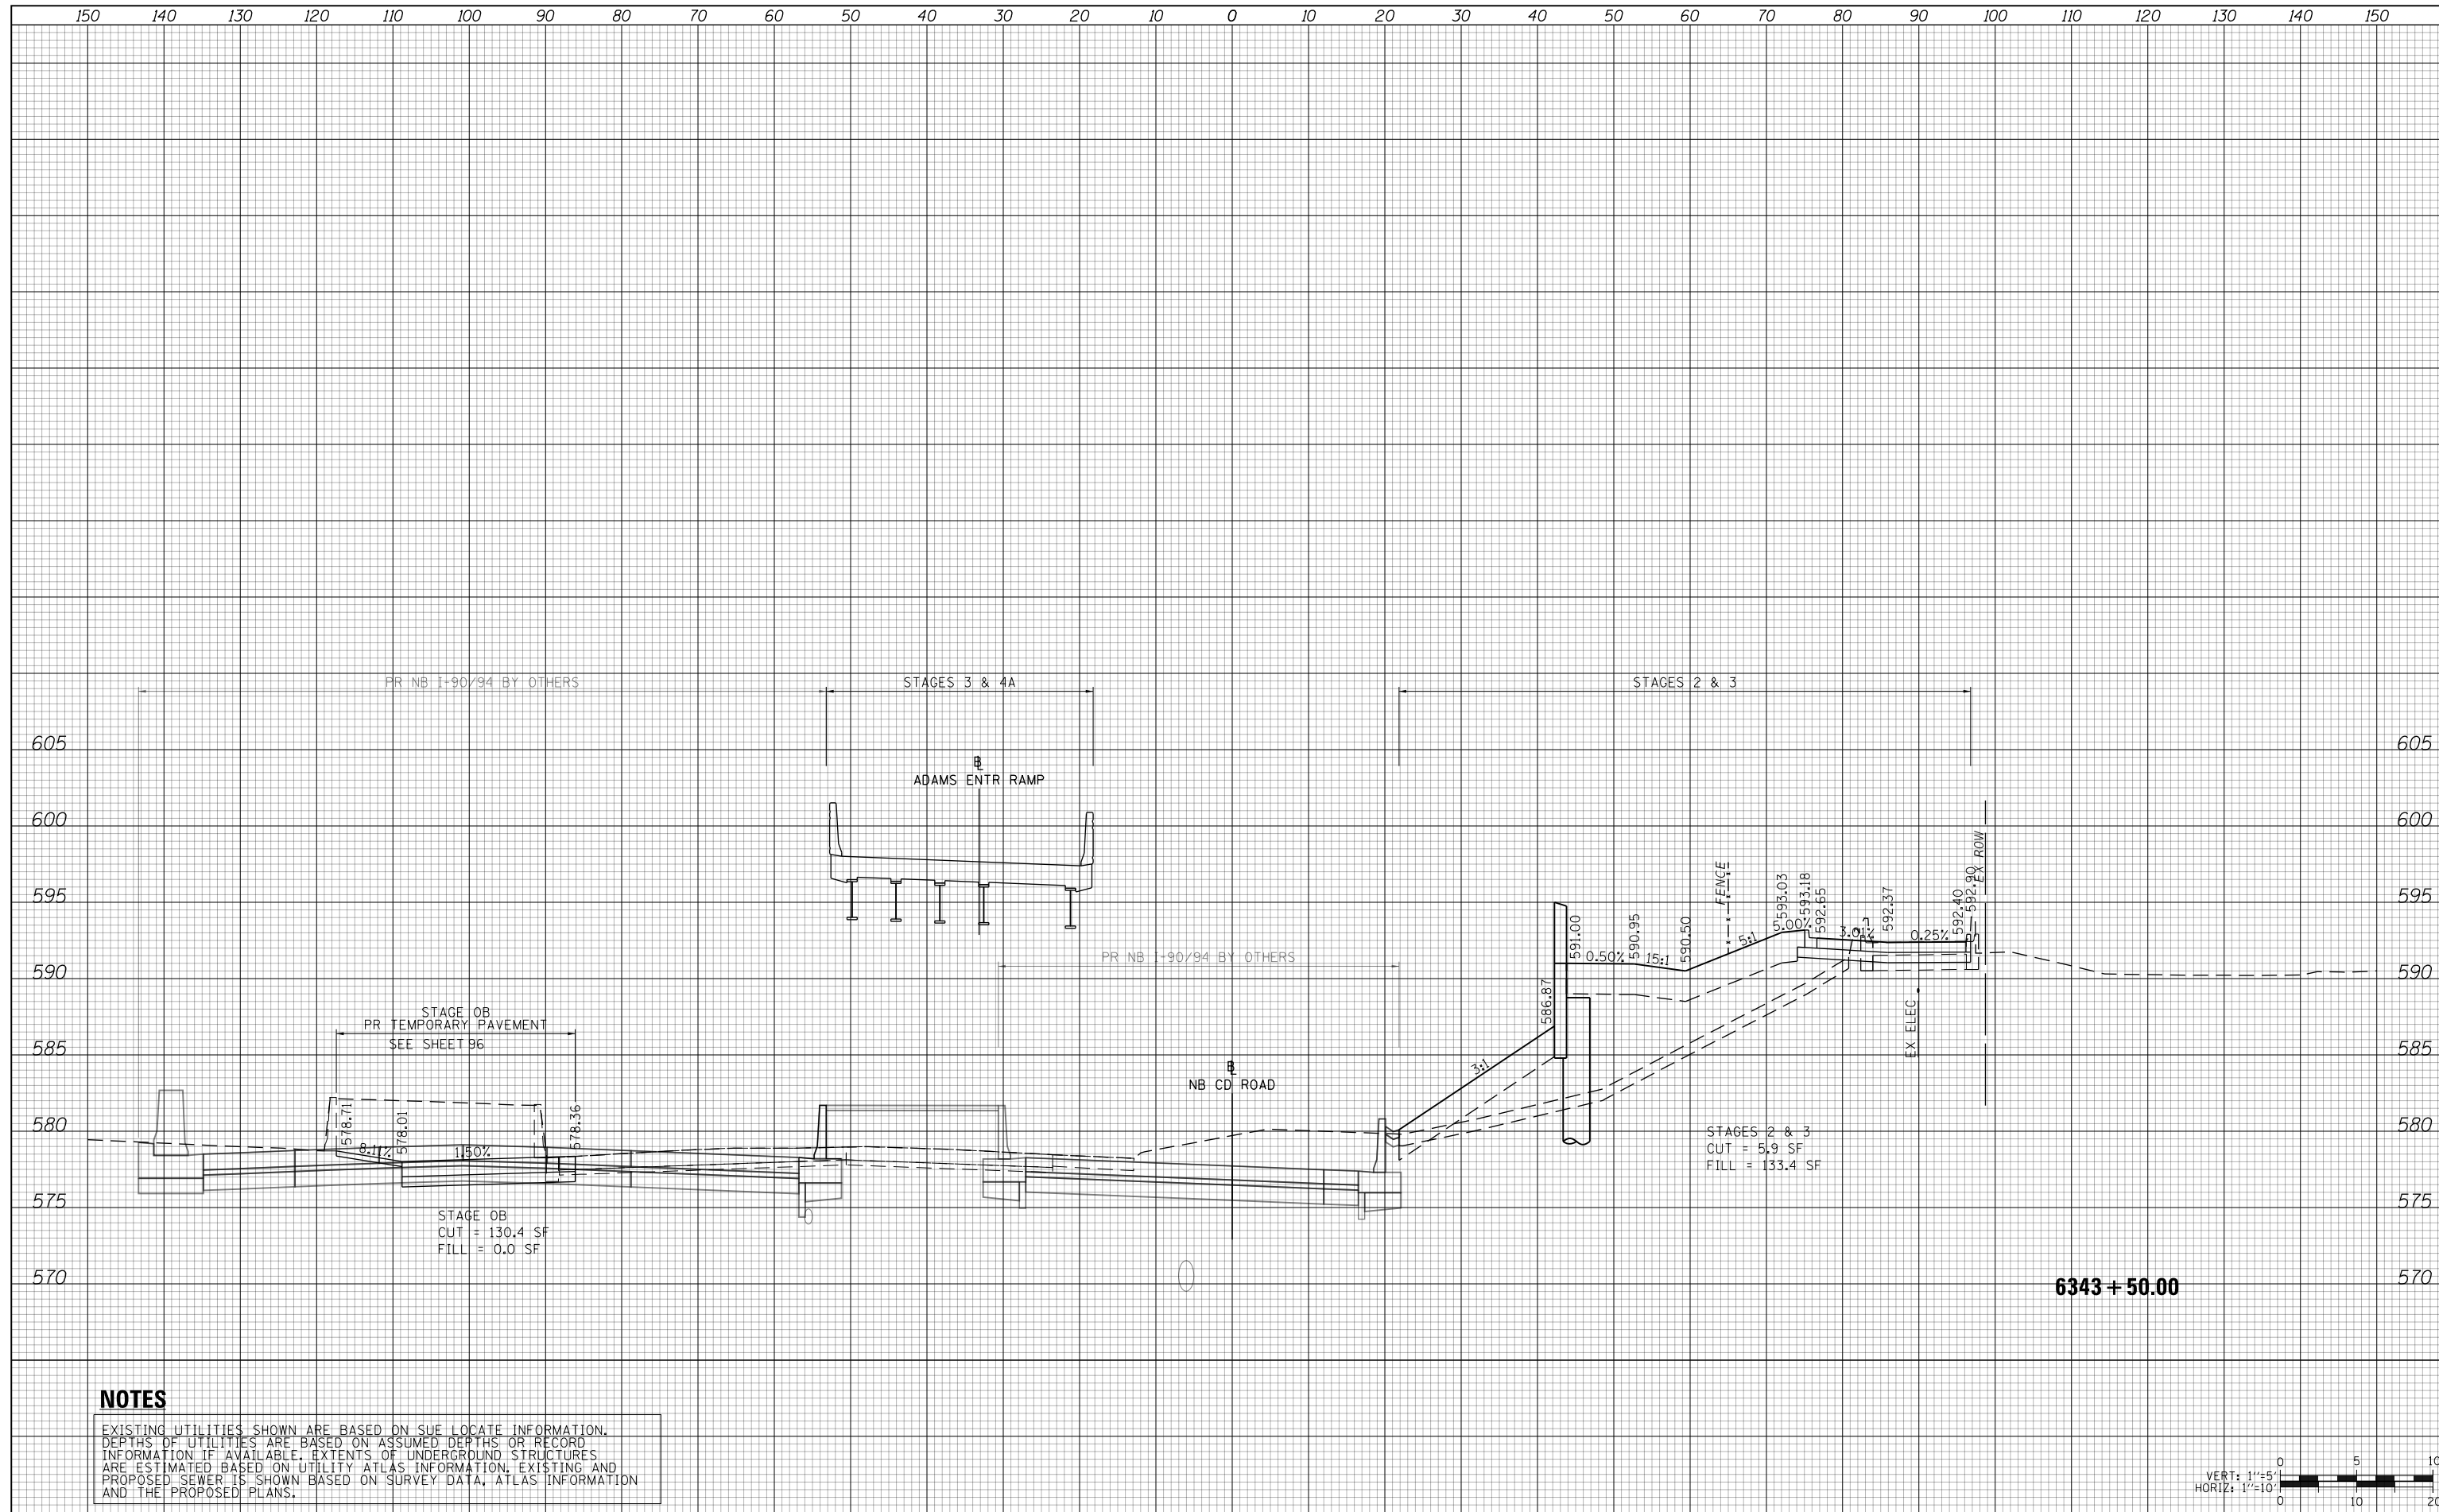 150 140 130 120 110 100 90 80 70 60 50 40 30 20 10 0 10 20 30 40 50 60 70 80 90 100 110 120 130 140 150
PR NB I-90/94 BY OTHERS
STAGES 3 & 4A
STAGES 2 & 3
605 605
ADAMS ENTR RAMP
600 600
EX ROW
FENCE
595 595
593.03
593.18
592.65
592.37
592.40
592.90
591.00
590.95
590.50
0.50%
15:1
5:1
5.00%
3.01%
0.25%
PR NB I-90/94 BY OTHERS
590 590
586.87
EX ELEC
STAGE 0B
PR TEMPORARY PAVEMENT
SEE SHEET 96
585 585
3:1
NB CD ROAD
580 580
578.71
578.01
578.36
8.11%
1.50%
STAGES 2 & 3
CUT = 5.9 SF
FILL = 133.4 SF
575 575
STAGE 0B
CUT = 130.4 SF
FILL = 0.0 SF
570 570
6343+50.00
NOTES
EXISTING UTILITIES SHOWN ARE BASED ON SUE LOCATE INFORMATION.
DEPTHS OF UTILITIES ARE BASED ON ASSUMED DEPTHS OR RECORD
INFORMATION IF AVAILABLE. EXTENTS OF UNDERGROUND STRUCTURES
ARE ESTIMATED BASED ON UTILITY ATLAS INFORMATION. EXISTING AND
PROPOSED SEWER IS SHOWN BASED ON SURVEY DATA, ATLAS INFORMATION
AND THE PROPOSED PLANS.
0 5 10
VERT: 1"=5'
HORIZ: 1"=10'
0 10 20